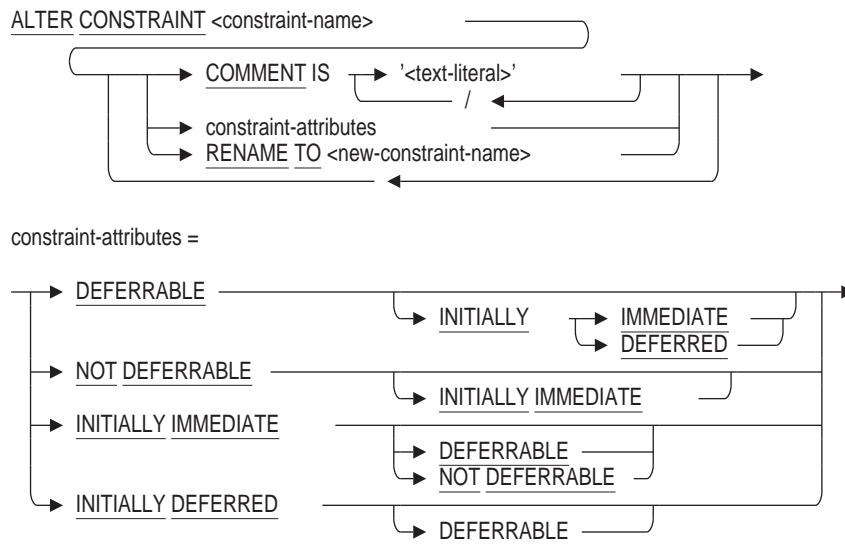 ALTER CONSTRAINT <constraint-name>
COMMENT IS '<text-literal>'
/
constraint-attributes
RENAME TO <new-constraint-name>
constraint-attributes =
DEFERRABLE
INITIALLY IMMEDIATE
DEFERRED
NOT DEFERRABLE
INITIALLY IMMEDIATE
INITIALLY IMMEDIATE
DEFERRABLE
NOT DEFERRABLE
INITIALLY DEFERRED
DEFERRABLE